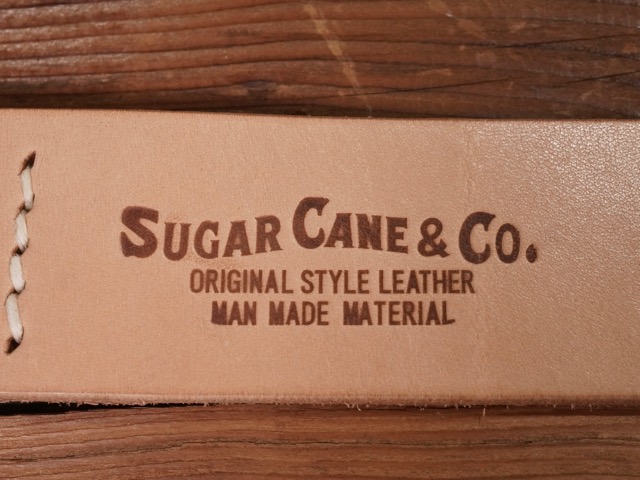 SUGAR CANE & CO.
ORIGINAL STYLE LEATHER
MAN MADE MATERIAL